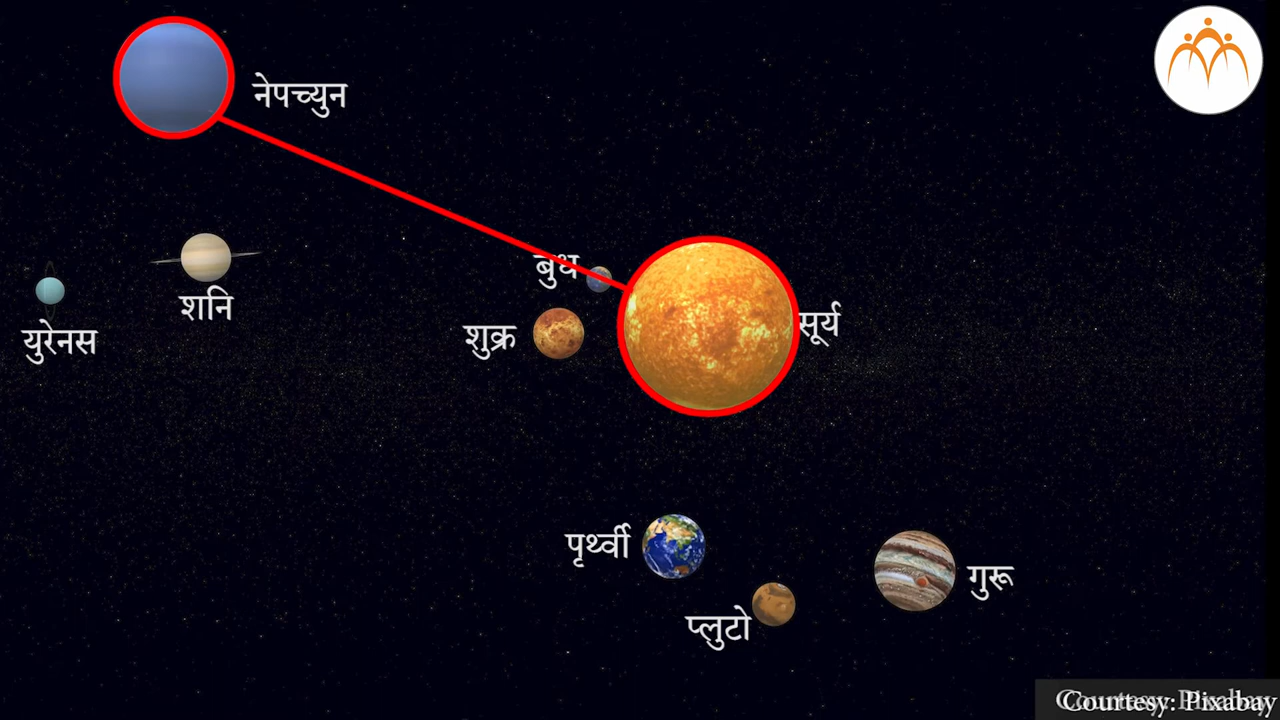 नेपच्युन
बुध
शनि
युरेनस
शुक्र
सूर्य
पृर्थ्वी
गुरू
प्लुटो
Courtesy: Pixabay